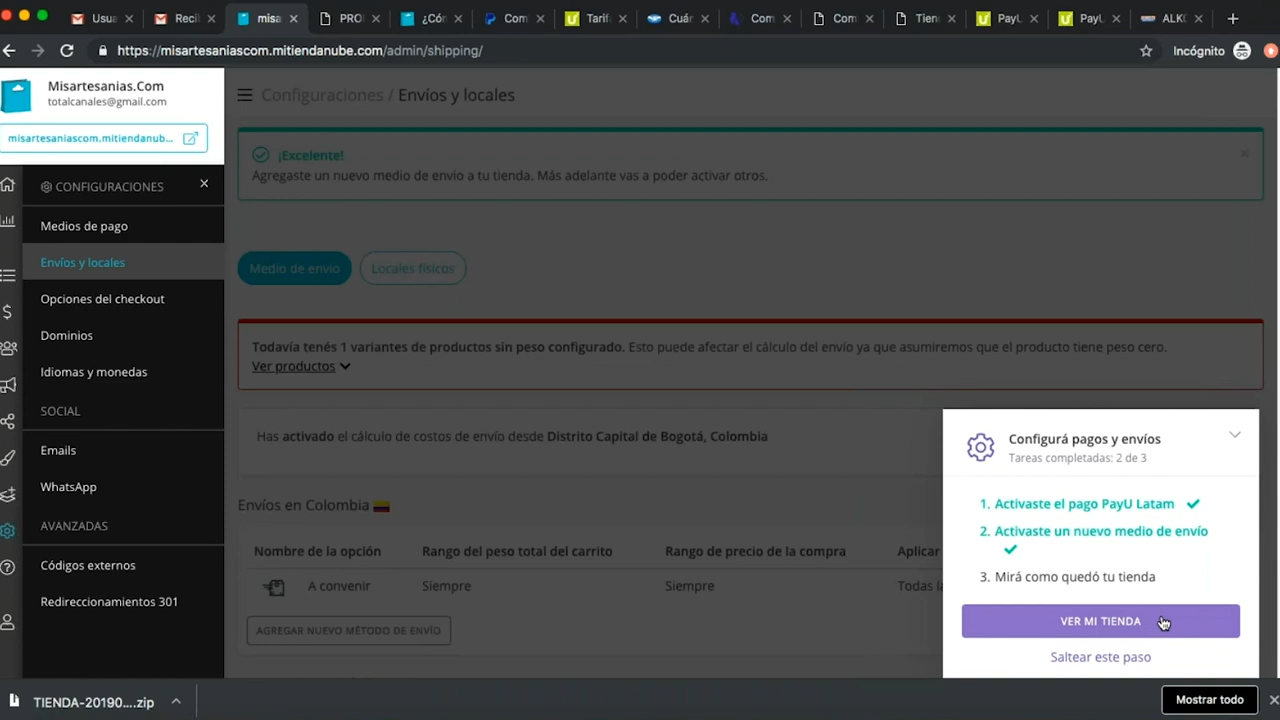 Usua
Recil
misa
PROI
¿Cór
Com
Tarifa
Cuár
Com
Com
Tiend
PayU
PayU
ALKC
https://misartesaniascom.mitiendanube.com/admin/shipping/
Incógnito
Misartesanias.Com
totalcanales@gmail.com
misartesaniascom.mitiendanub...
Configuraciones / Envíos y locales
¡Excelente!
Agregaste un nuevo medio de envio a tu tienda. Más adelante vas a poder activar otros.
CONFIGURACIONES
Medios de pago
Envíos y locales
Opciones del checkout
Dominios
Idiomas y monedas
SOCIAL
Emails
WhatsApp
AVANZADAS
Códigos externos
Redireccionamientos 301
Medio de envio
Locales fisicos
Todavía tenés 1 variantes de productos sin peso configurado. Esto puede afectar el cálculo del envío ya que asumiremos que el producto tiene peso cero.
Ver productos
Has activado el cálculo de costos de envío desde Distrito Capital de Bogotá, Colombia
Envíos en Colombia
Nombre de la opción
Rango del peso total del carrito
Rango de precio de la compra
Aplicar
A convenir
Siempre
Siempre
Todas la
AGREGAR NUEVO MÉTODO DE ENVÍO
Configurá pagos y envíos
Tareas completadas: 2 de 3
1. Activaste el pago PayU Latam
2. Activaste un nuevo medio de envío
3. Mirá como quedó tu tienda
VER MI TIENDA
Saltear este paso
TIENDA-20190....zip
Mostrar todo